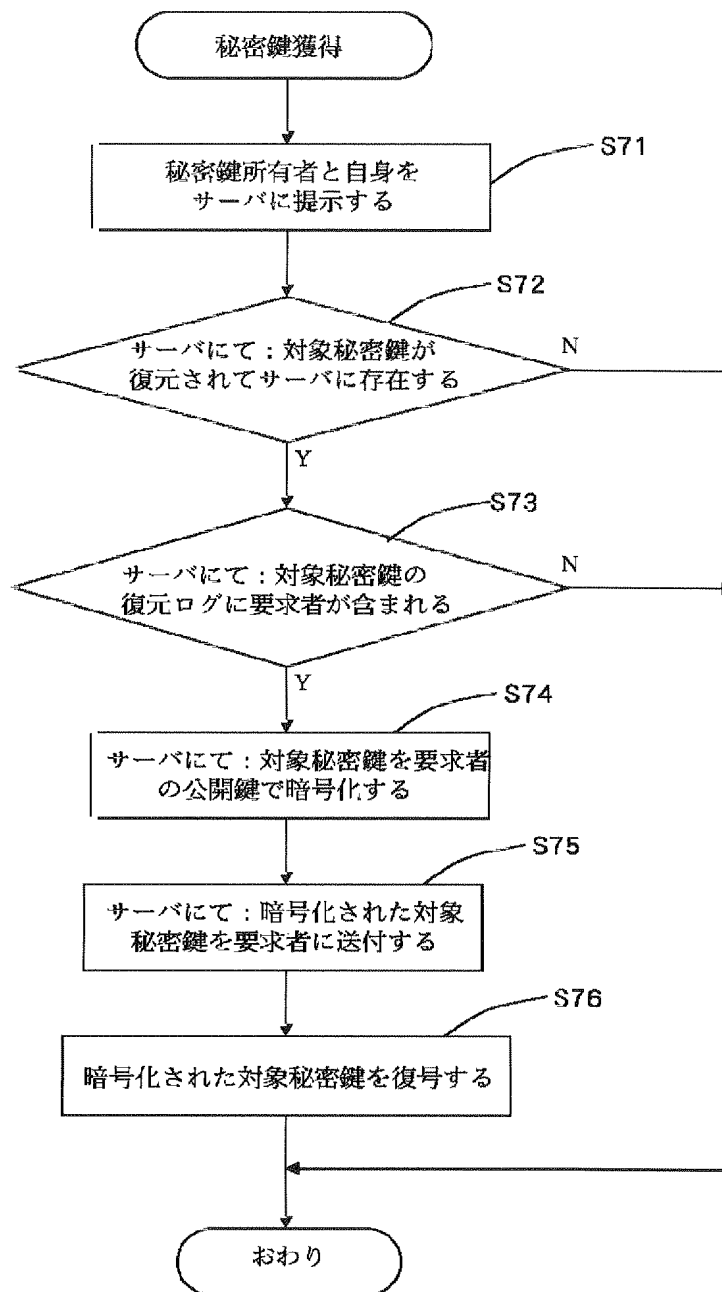 秘密鍵獲得
S71
秘密鍵所有者と自身を
サーバに提示する
S72
サーバにて：対象秘密鍵が
復元されてサーバに存在する
N
Y
S73
サーバにて：対象秘密鍵の
復元ログに要求者が含まれる
N
Y
S74
サーバにて：対象秘密鍵を要求者
の公開鍵で暗号化する
S75
サーバにて：暗号化された対象
秘密鍵を要求者に送付する
S76
暗号化された対象秘密鍵を復号する
おわり